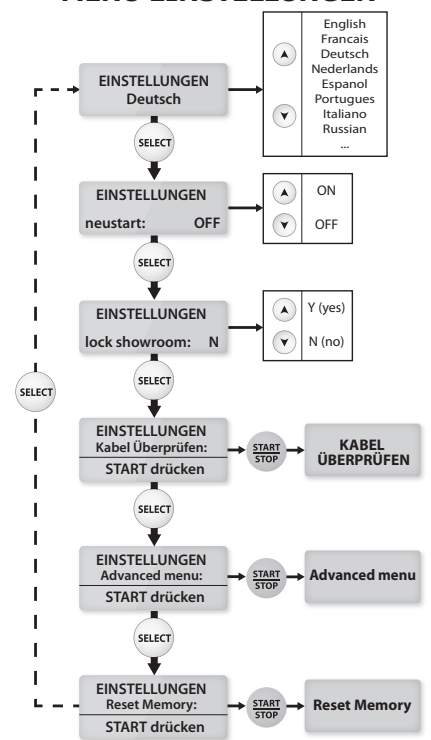 English
Francais
Deutsch
Nederlands
Espanol
Portugues
Italiano
Russian
...
EINSTELLUNGEN
Deutsch
SELECT
EINSTELLUNGEN
neustart: OFF
ON
OFF
SELECT
EINSTELLUNGEN
lock showroom: N
Y (yes)
N (no)
SELECT
SELECT
EINSTELLUNGEN
Kabel Überprüfen:
START drücken
START
STOP
KABEL
ÜBERPRÜFEN
SELECT
EINSTELLUNGEN
Advanced menu:
START drücken
START
STOP
Advanced menu
SELECT
EINSTELLUNGEN
Reset Memory:
START drücken
START
STOP
Reset Memory